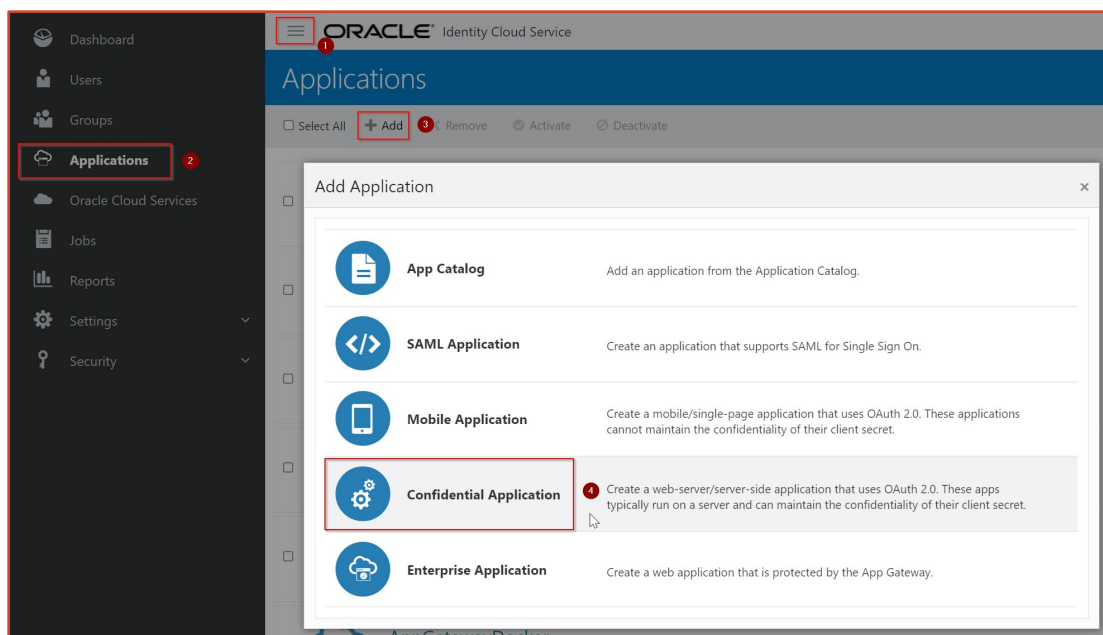 Dashboard
Users
Groups
Applications 2
Oracle Cloud Services
Jobs
Reports
Settings
Security
ORACLE® Identity Cloud Service
1
Applications
Select All
Add
3
Remove
Activate
Deactivate
Add Application
×
App Catalog
Add an application from the Application Catalog.
SAML Application
Create an application that supports SAML for Single Sign On.
Mobile Application
Create a mobile/single-page application that uses OAuth 2.0. These applications
cannot maintain the confidentiality of their client secret.
Confidential Application
4
Create a web-server/server-side application that uses OAuth 2.0. These apps
typically run on a server and can maintain the confidentiality of their client secret.
Enterprise Application
Create a web application that is protected by the App Gateway.